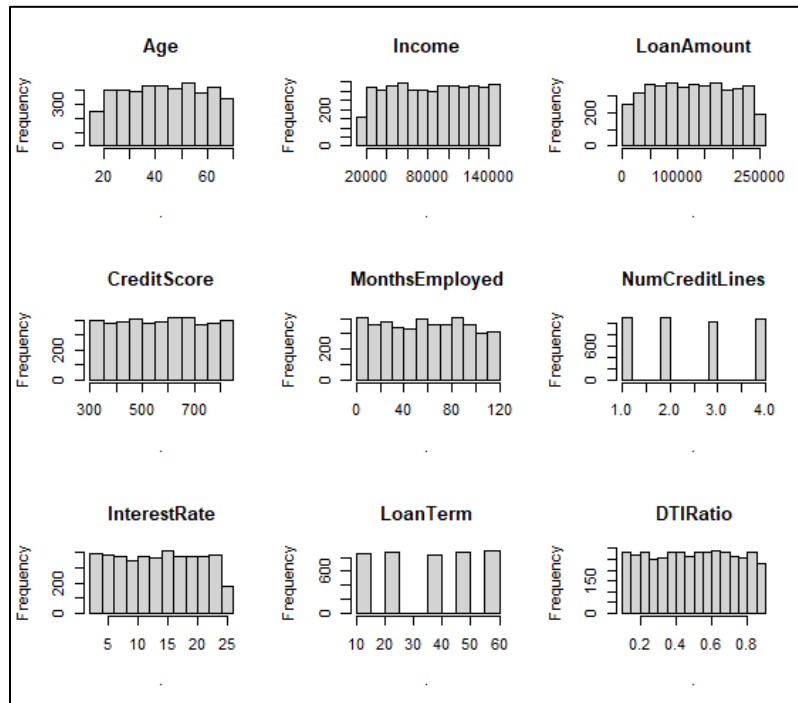 Age
Frequency
0 300
20 40 60
.
Income
Frequency
0 200
20000 80000 140000
.
LoanAmount
Frequency
0 200
0 100000 250000
.
CreditScore
Frequency
0 200
300 500 700
.
MonthsEmployed
Frequency
0 200
0 40 80 120
.
NumCreditLines
Frequency
0 600
1.0 2.0 3.0 4.0
.
InterestRate
Frequency
0 200
5 10 15 20 25
.
LoanTerm
Frequency
0 600
10 20 30 40 50 60
.
DTIRatio
Frequency
0 150
0.2 0.4 0.6 0.8
.